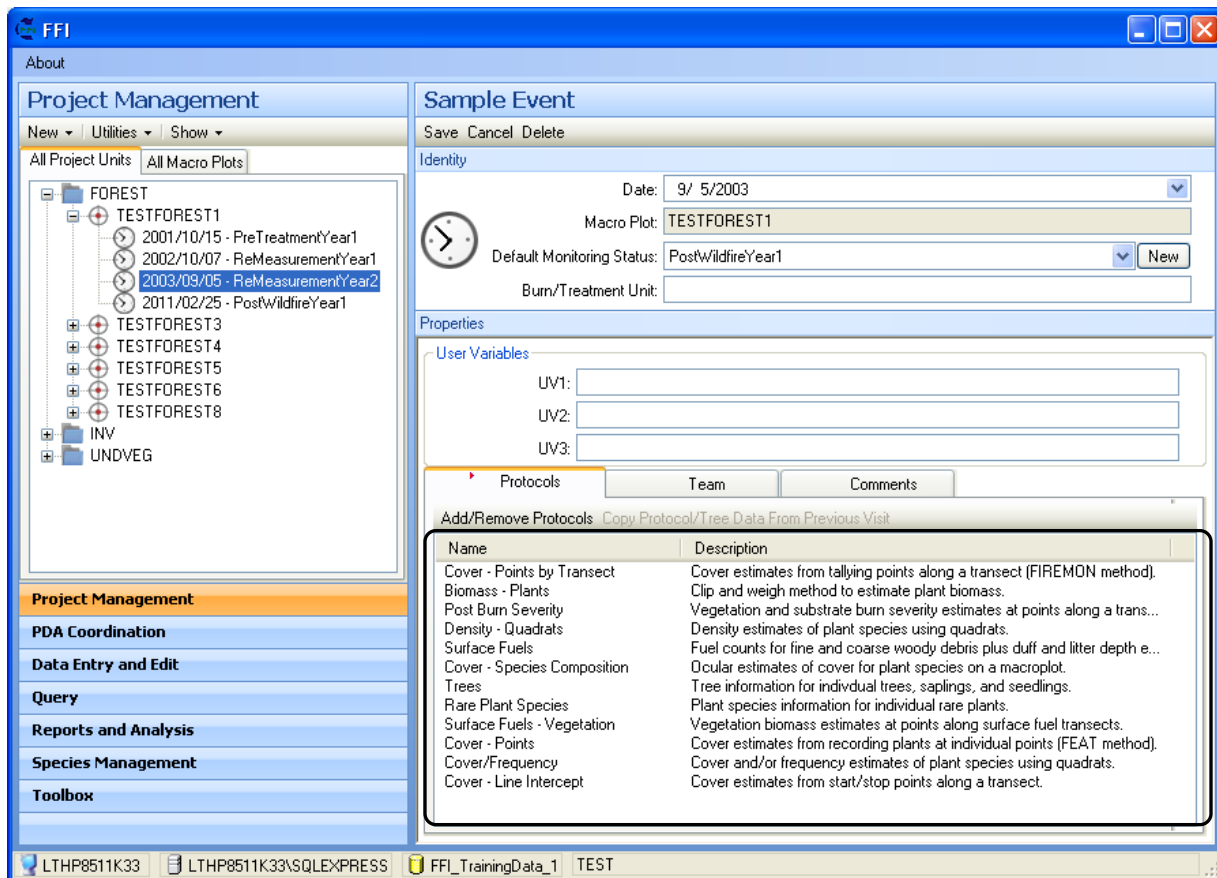 FFI
About
Project Management
New Utilities Show
All Project Units All Macro Plots
FOREST
TESTFOREST1
2001/10/15 - PreTreatmentYear1
2002/10/07 - ReMeasurementYear1
2003/09/05 - ReMeasurementYear2
2011/02/25 - PostWildfireYear1
TESTFOREST3
TESTFOREST4
TESTFOREST5
TESTFOREST6
TESTFOREST8
INV
UNDVEG
Project Management
PDA Coordination
Data Entry and Edit
Query
Reports and Analysis
Species Management
Toolbox
Sample Event
Save Cancel Delete
Identity
Date: 9/ 5/2003
Macro Plot: TESTFOREST1
Default Monitoring Status: PostWildfireYear1 New
Burn/Treatment Unit:
Properties
User Variables
UV1:
UV2:
UV3:
Protocols Team Comments
Add/Remove Protocols Copy Protocol/Tree Data From Previous Visit
Name Description
Cover - Points by Transect Cover estimates from tallying points along a transect (FIREMON method).
Biomass - Plants Clip and weigh method to estimate plant biomass.
Post Burn Severity Vegetation and substrate burn severity estimates at points along a trans...
Density - Quadrats Density estimates of plant species using quadrats.
Surface Fuels Fuel counts for fine and coarse woody debris plus duff and litter depth e...
Cover - Species Composition Ocular estimates of cover for plant species on a macroplot.
Trees Tree information for indivdual trees, saplings, and seedlings.
Rare Plant Species Plant species information for individual rare plants.
Surface Fuels - Vegetation Vegetation biomass estimates at points along surface fuel transects.
Cover - Points Cover estimates from recording plants at individual points (FEAT method).
Cover/Frequency Cover and/or frequency estimates of plant species using quadrats.
Cover - Line Intercept Cover estimates from start/stop points along a transect.
LTHP8511K33 LTHP8511K33\SQLEXPRESS FFI_TrainingData_1 TEST